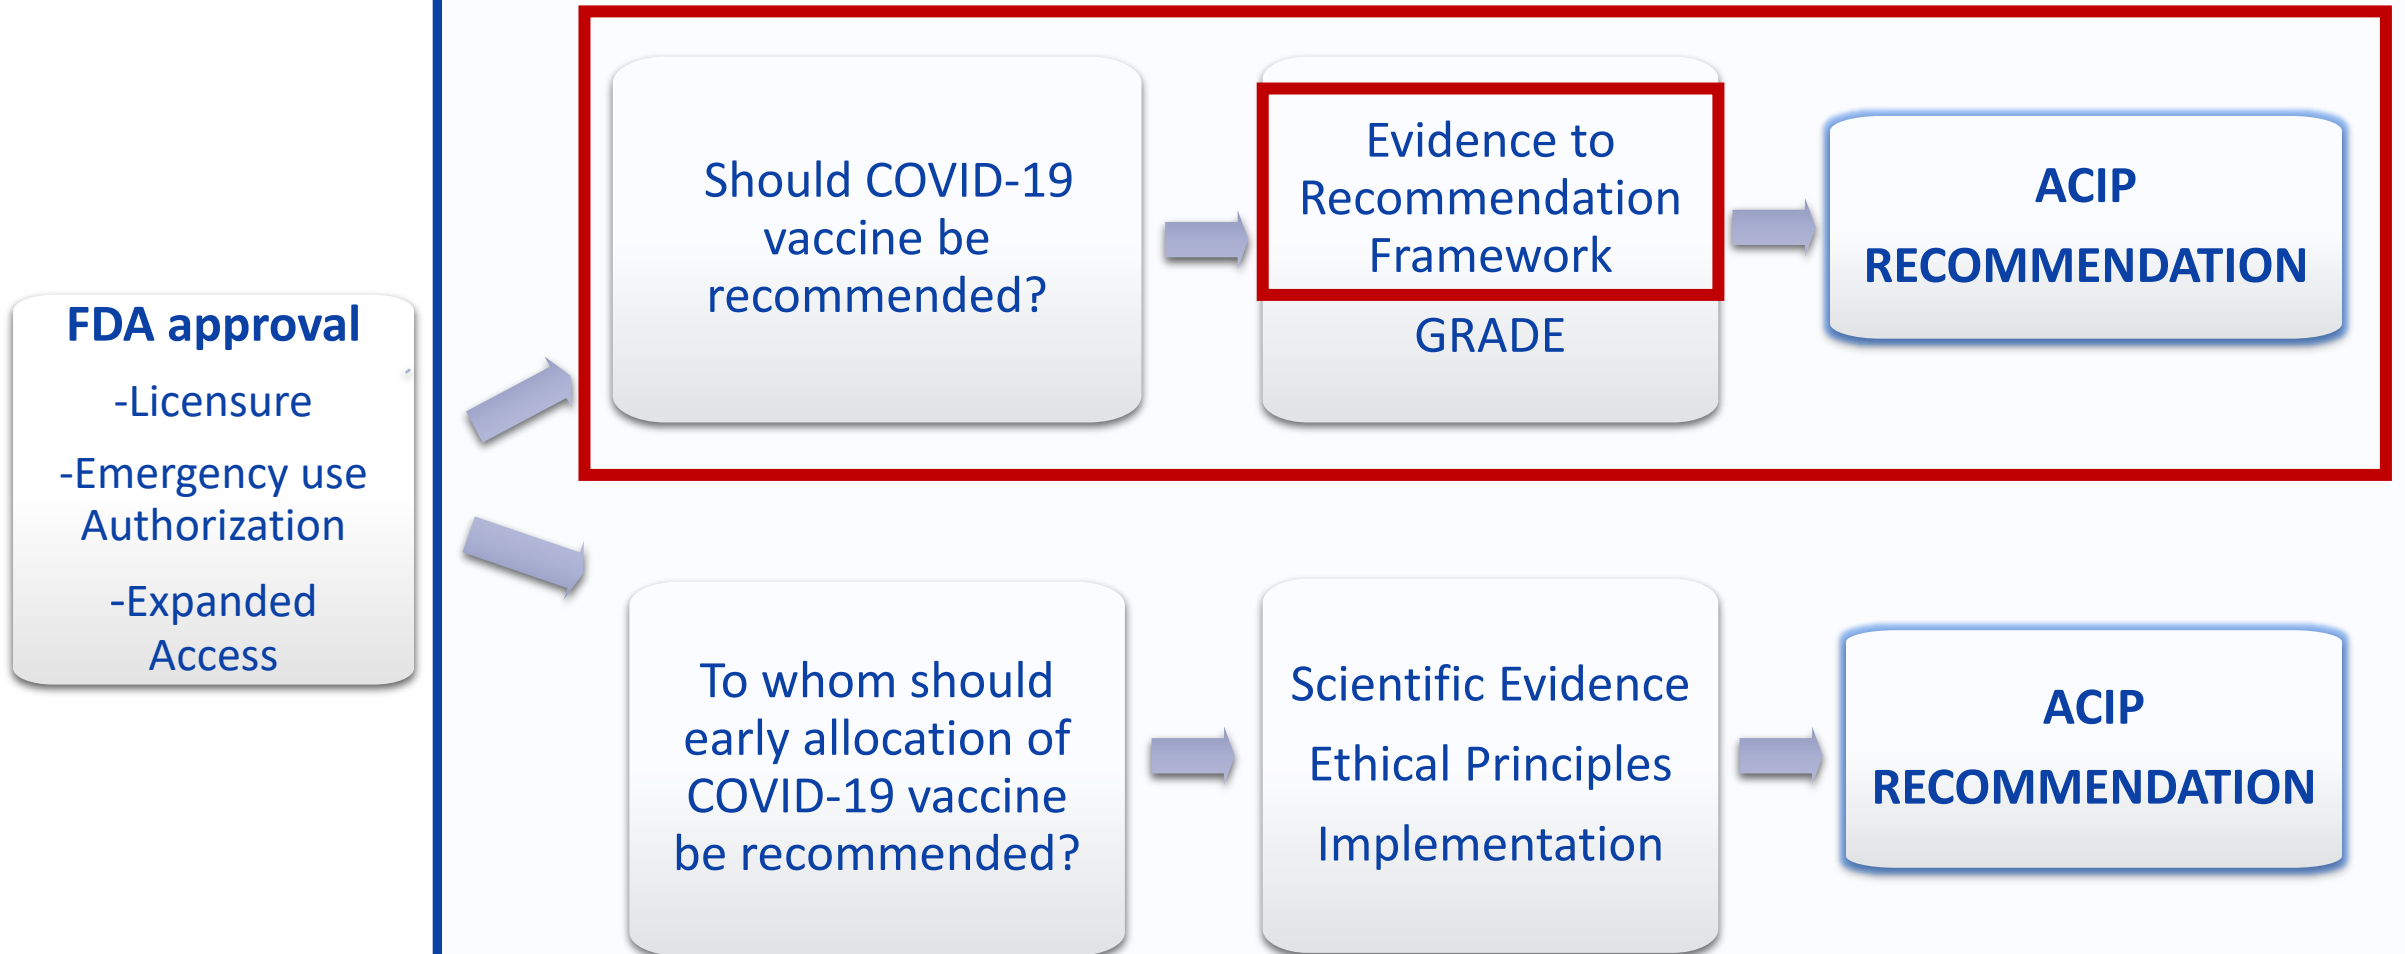 FDA approval
-Licensure
-Emergency use
Authorization
-Expanded
Access
Should COVID-19
vaccine be
recommended?
Evidence to
Recommendation
Framework
GRADE
ACIP
RECOMMENDATION
To whom should
early allocation of
COVID-19 vaccine
be recommended?
Scientific Evidence
Ethical Principles
Implementation
ACIP
RECOMMENDATION